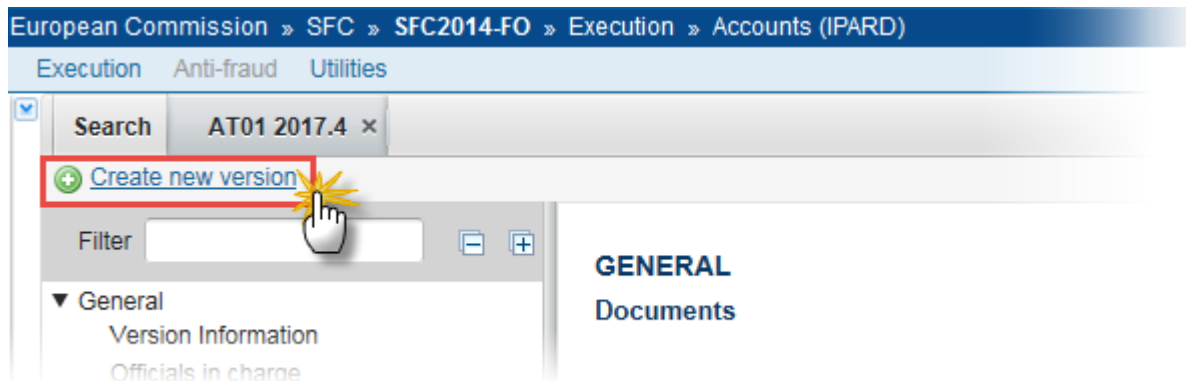 European Commission » SFC » SFC2014-FO » Execution » Accounts (IPARD)
Execution Anti-fraud Utilities
Search AT01 2017.4 ×
Create new version
Filter
GENERAL
Documents
▼ General
Version Information
Officials in charge